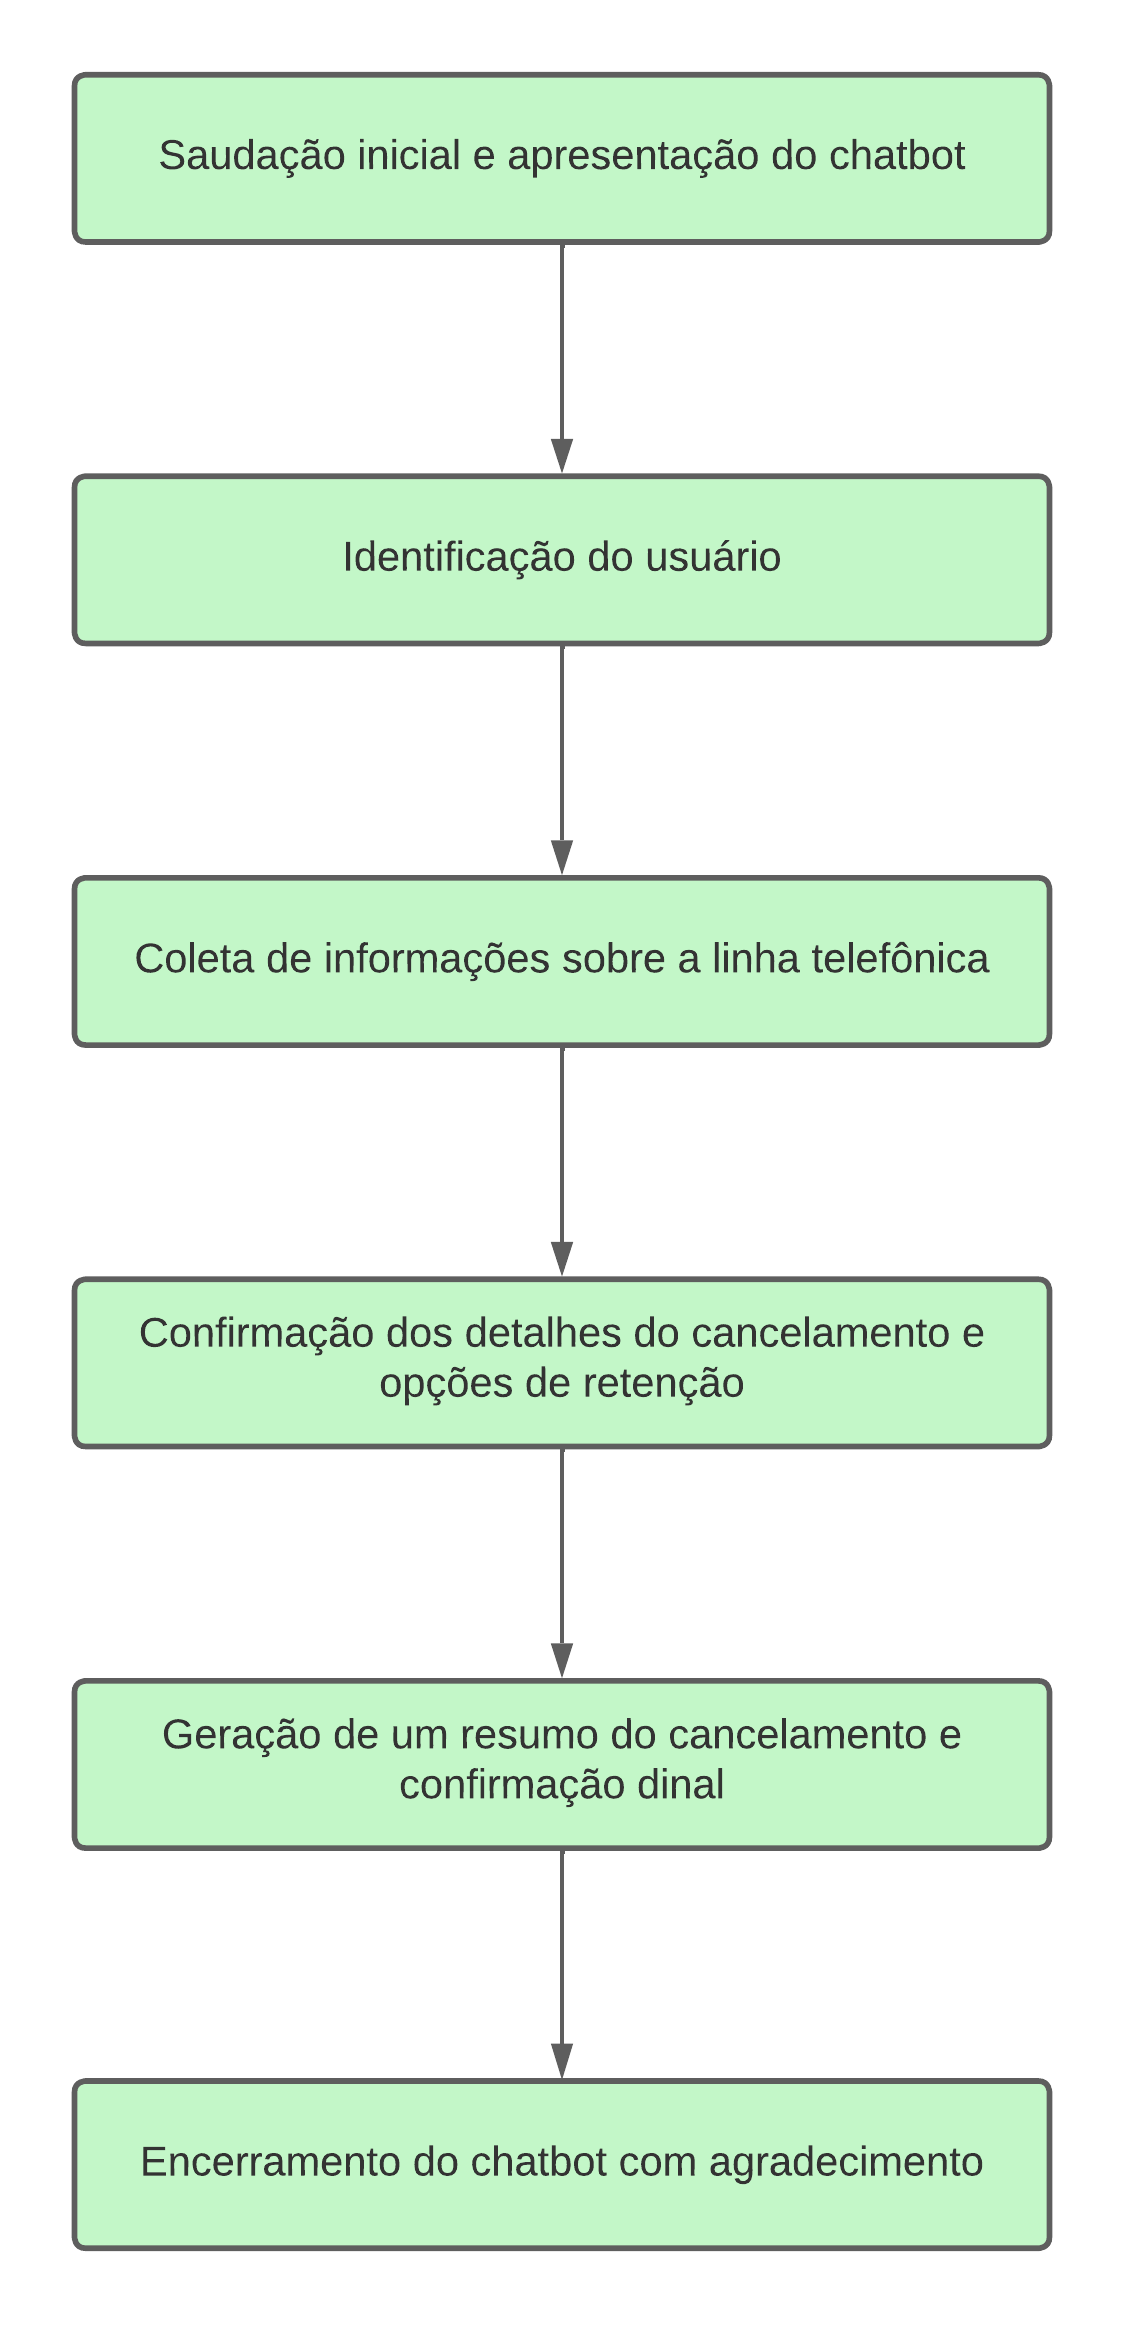 Saudação inicial e apresentação do chatbot
Identificação do usuário
Coleta de informações sobre a linha telefônica
Confirmação dos detalhes do cancelamento e
opções de retenção
Geração de um resumo do cancelamento e
confirmação dinal
Encerramento do chatbot com agradecimento